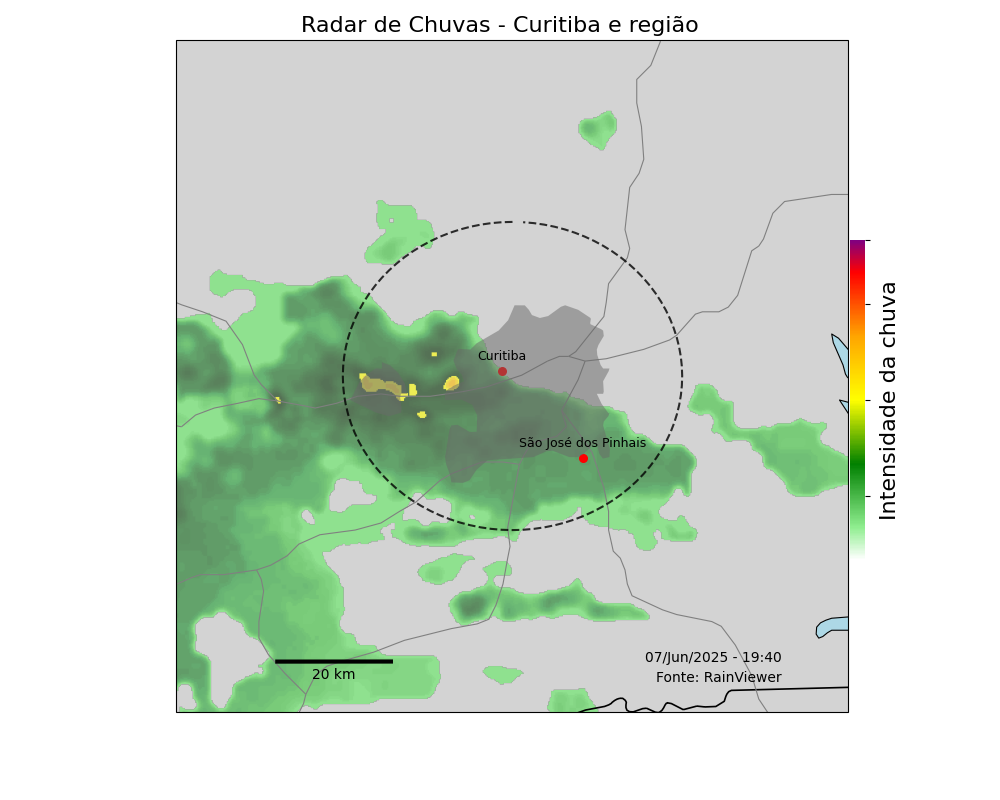 Radar de Chuvas - Curitiba e região
Curitiba
São José dos Pinhais
Intensidade da chuva
07/Jun/2025 - 19:40
Fonte: RainViewer
20 km